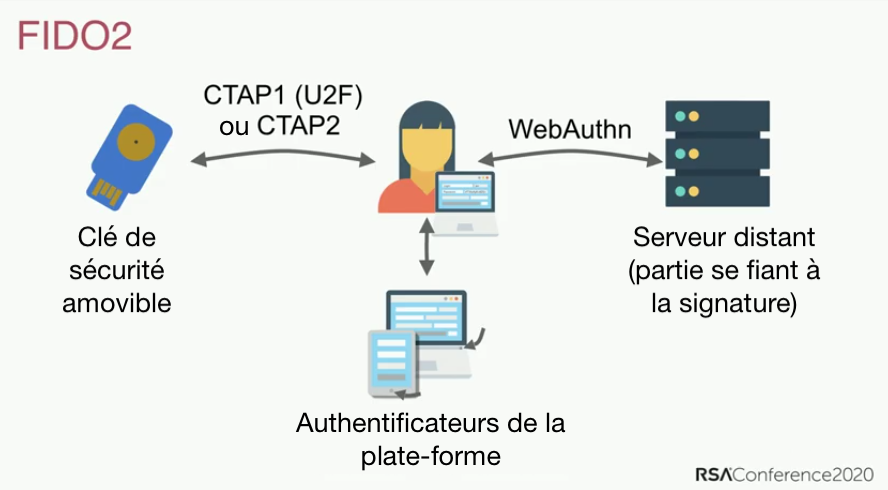 FIDO2
CTAP1 (U2F)
ou CTAP2
WebAuthn
Clé de
sécurité
amovible
Serveur distant
(partie se fiant à
la signature)
Authentificateurs de la
plate-forme
RSAConference2020